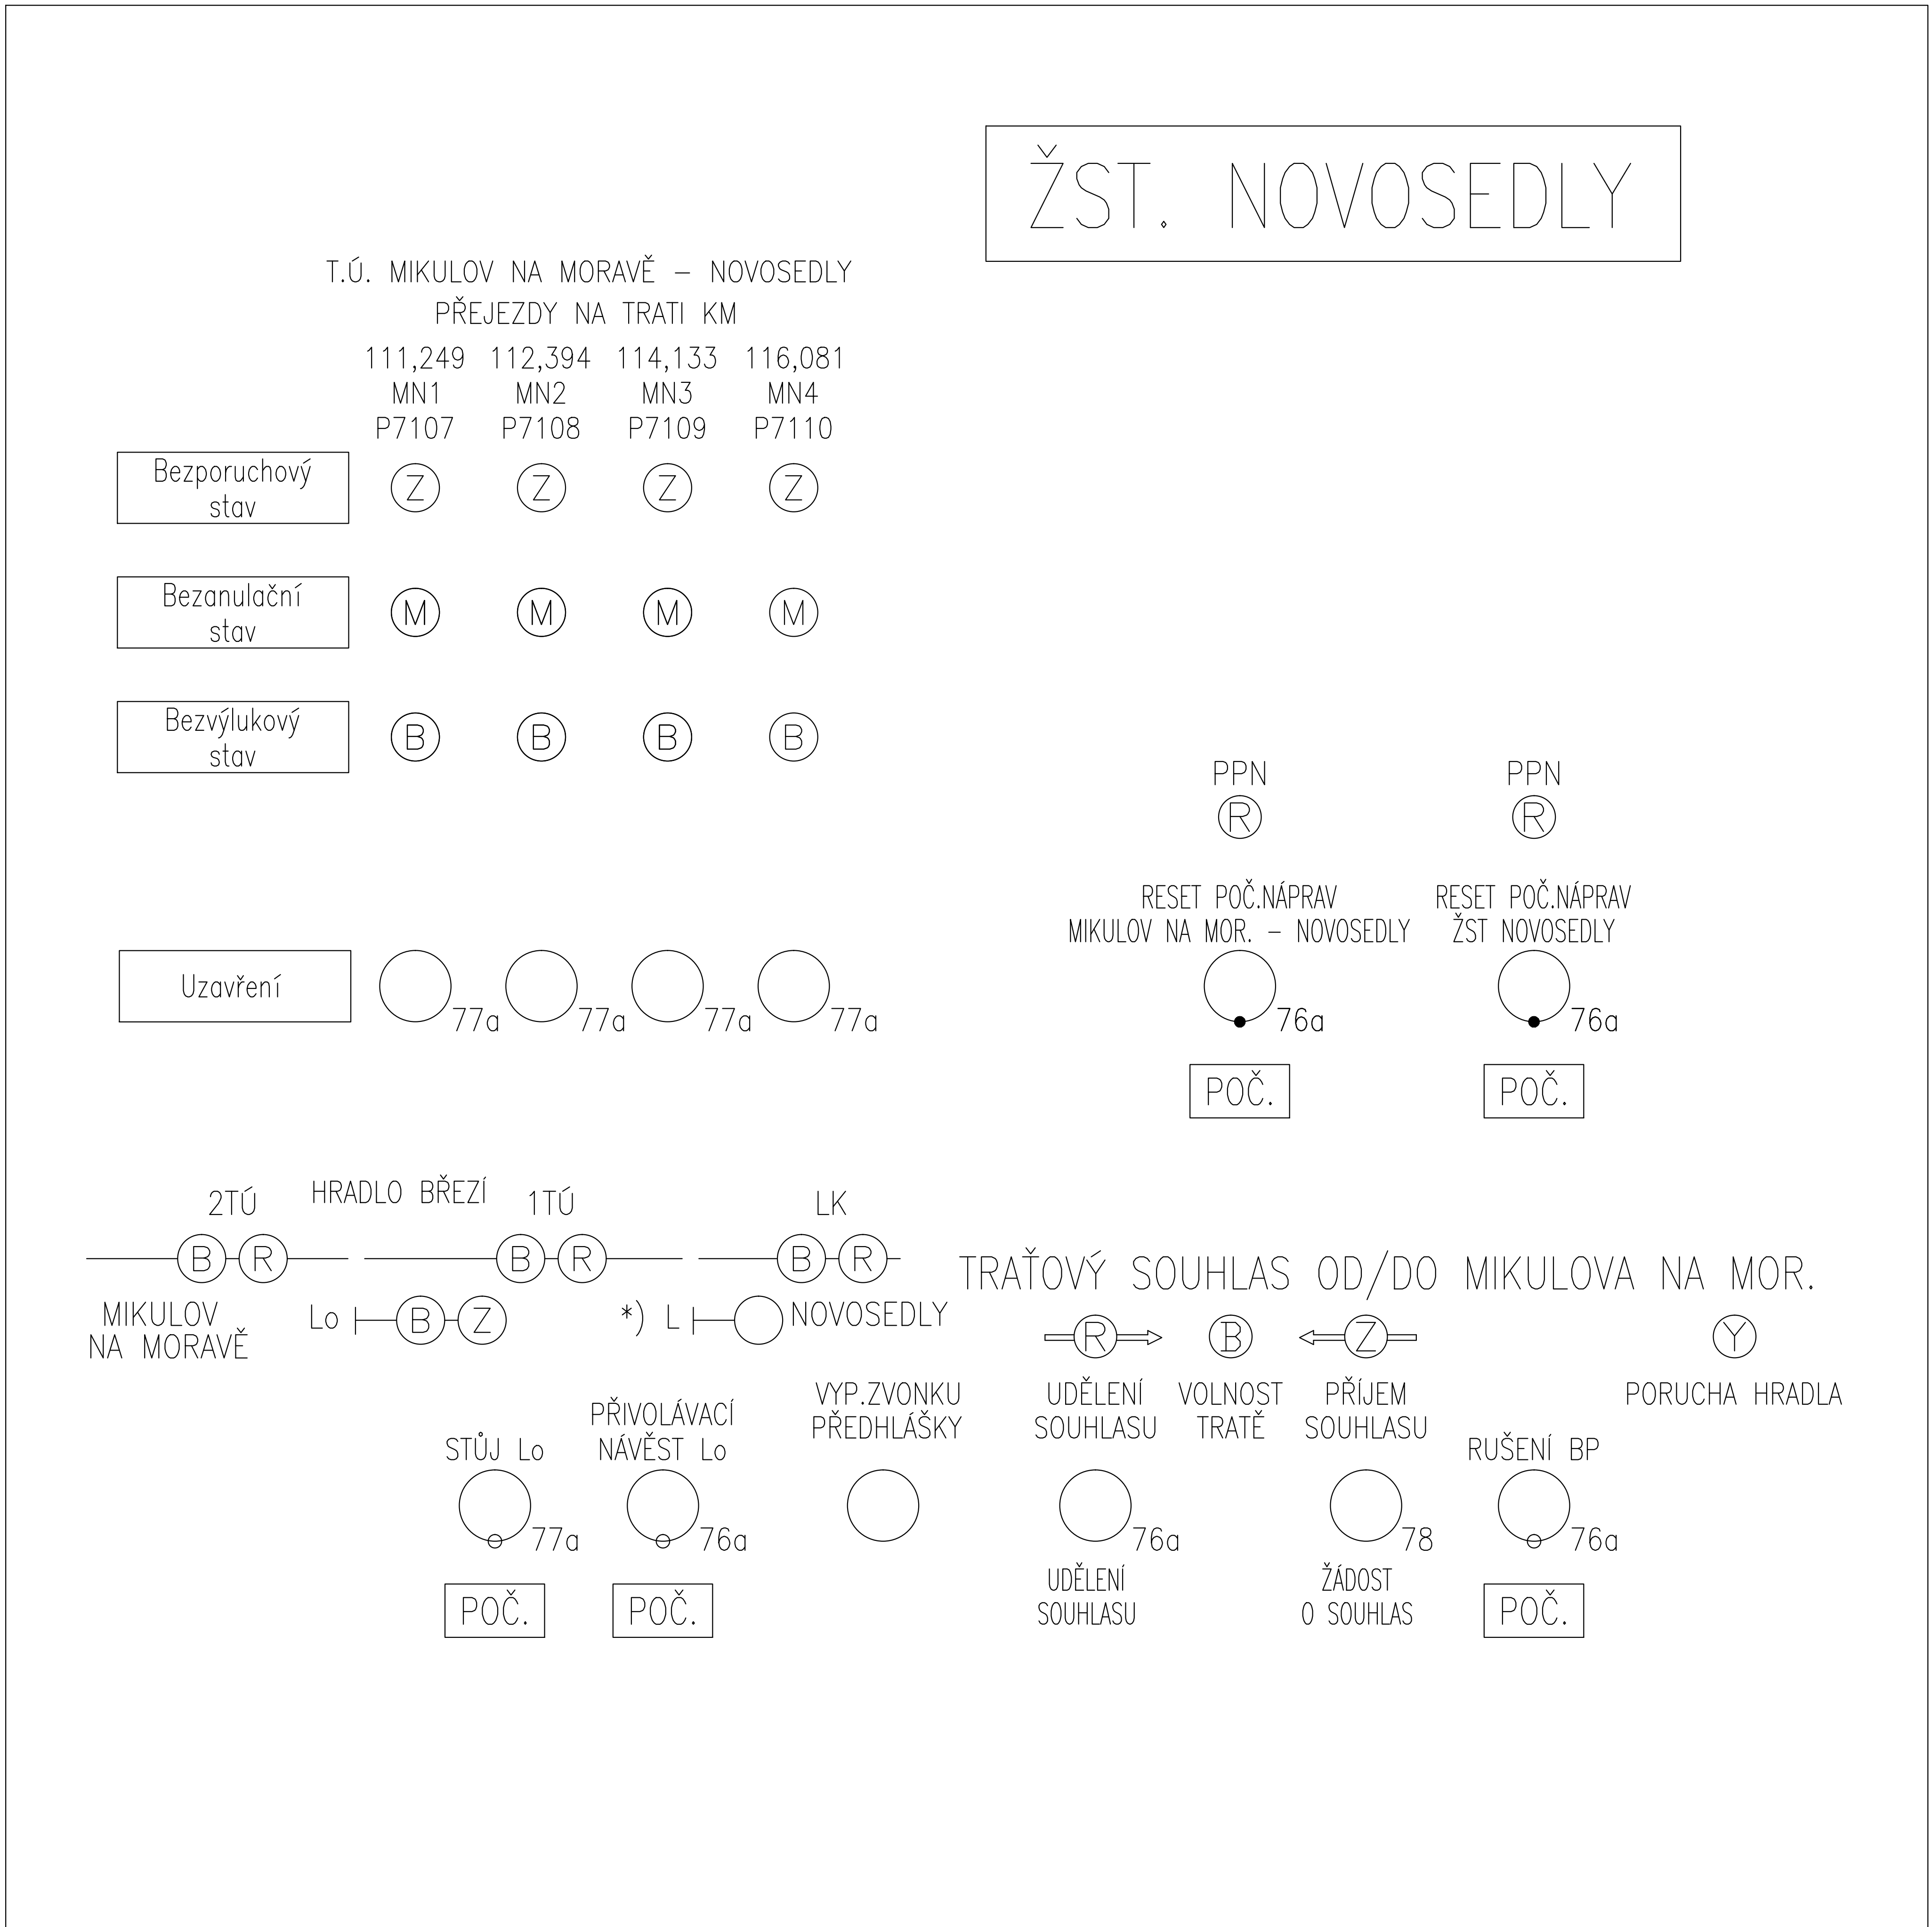 ŽST. NOVOSEDLY
T.Ú. MIKULOV NA MORAVĚ – NOVOSEDLY
PŘEJEZDY NA TRATI KM
111,249 112,394 114,133 116,081
MN1 MN2 MN3 MN4
P7107 P7108 P7109 P7110
Bezporuchový
stav
Z Z Z Z
Bezanulační
stav
M M M M
Bezvýlukový
stav
B B B B
PPN PPN
R R
RESET POČ.NÁPRAV
MIKULOV NA MOR. – NOVOSEDLY
RESET POČ.NÁPRAV
ŽST NOVOSEDLY
Uzavření
77a 77a 77a 77a
76a 76a
POČ. POČ.
2TÚ HRADLO BŘEZÍ 1TÚ LK
B R B R B R
MIKULOV
NA MORAVĚ
Lo B Z
*) L NOVOSEDLY
TRAŤOVÝ SOUHLAS OD/DO MIKULOVA NA MOR.
R B Z Y
UDĚLENÍ
SOUHLASU
VOLNOST
TRATĚ
PŘÍJEM
SOUHLASU
PORUCHA HRADLA
STŮJ Lo
PŘIVOLÁVACÍ
NÁVĚST Lo
VYP.ZVONKU
PŘEDHLÁŠKY
RUŠENÍ BP
77a 76a 76a 78 76a
UDĚLENÍ
SOUHLASU
ŽÁDOST
O SOUHLAS
POČ. POČ. POČ.